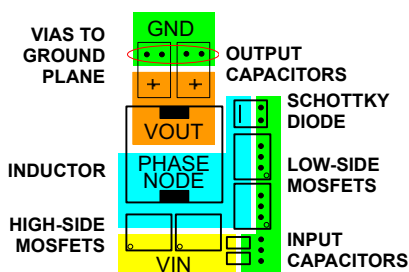 GND
VIAS TO
GROUND
PLANE
OUTPUT
CAPACITORS
+ +
SCHOTTKY
DIODE
VOUT
INDUCTOR
PHASE
NODE
LOW-SIDE
MOSFETS
HIGH-SIDE
MOSFETS
INPUT
CAPACITORS
VIN